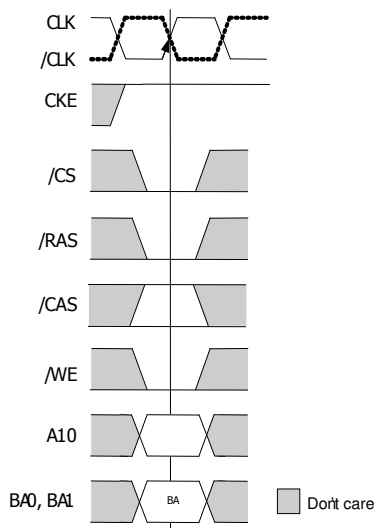 CLK
/CLK
CKE
/CS
/RAS
/CAS
/WE
A10
BA0, BA1
BA
Don't care